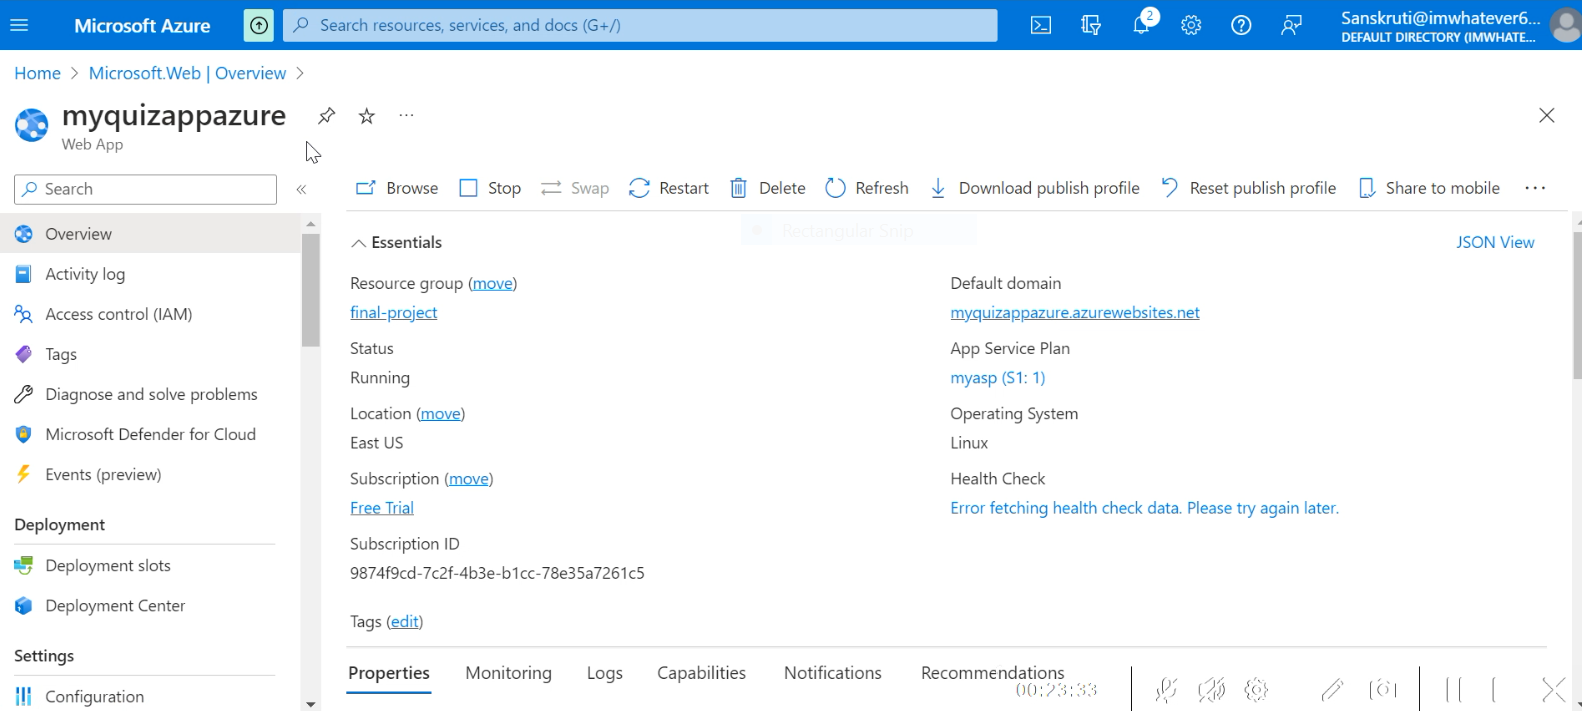 Microsoft Azure
Search resources, services, and docs (G+/)
2
Sanskruti@imwhatever6...
DEFAULT DIRECTORY (IMWHATE...
Home > Microsoft.Web | Overview >
myquizappazure
Web App
Search
Browse Stop Swap Restart Delete Refresh Download publish profile Reset publish profile Share to mobile
Rectangular Snip
Overview
Activity log
Access control (IAM)
Tags
Diagnose and solve problems
Microsoft Defender for Cloud
Events (preview)
Deployment
Deployment slots
Deployment Center
Settings
Configuration
Essentials
JSON View
Resource group (move)
final-project
Status
Running
Location (move)
East US
Subscription (move)
Free Trial
Subscription ID
9874f9cd-7c2f-4b3e-b1cc-78e35a7261c5
Tags (edit)
Default domain
myquizappazure.azurewebsites.net
App Service Plan
myasp (S1: 1)
Operating System
Linux
Health Check
Error fetching health check data. Please try again later.
Properties Monitoring Logs Capabilities Notifications Recommendations
00:23:33